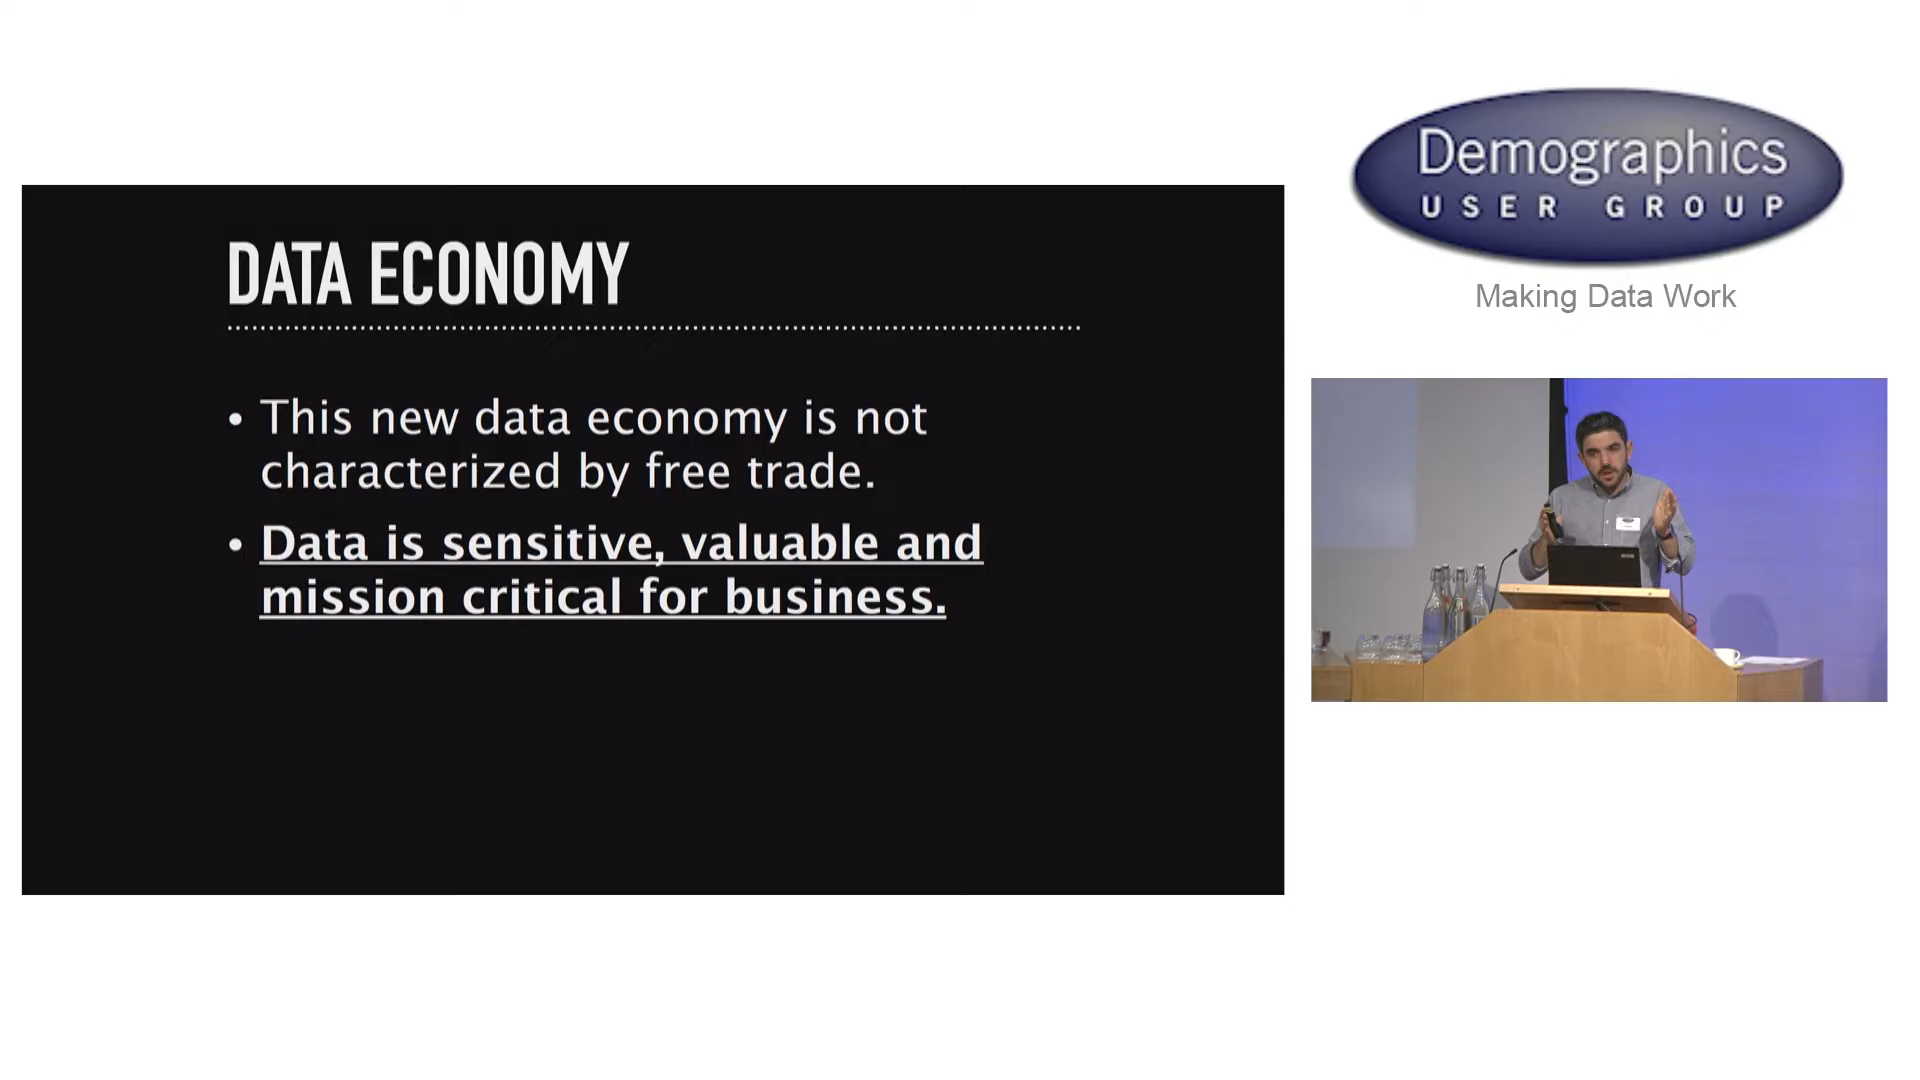 DATA ECONOMY
• This new data economy is not
characterized by free trade.
• Data is sensitive, valuable and
mission critical for business.
Demographics
USER GROUP
Making Data Work